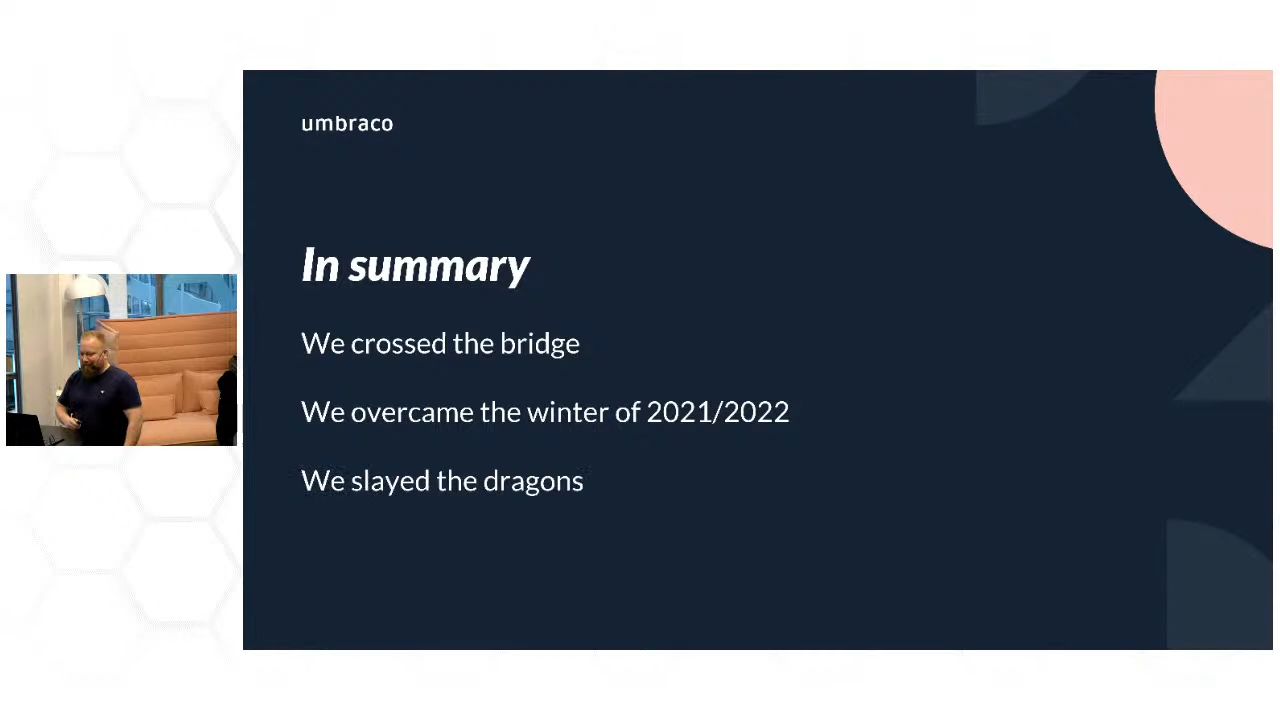 umbraco
In summary
We crossed the bridge
We overcame the winter of 2021/2022
We slayed the dragons